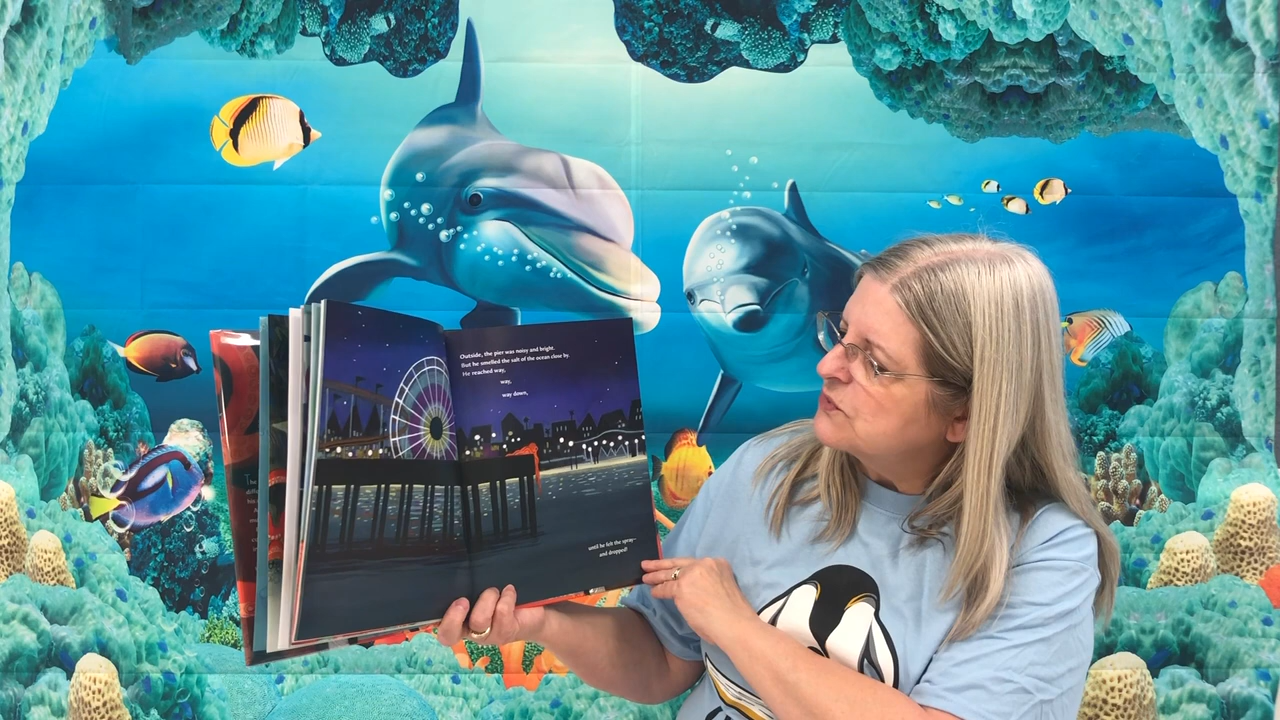 Outside, the pier was noisy and bright.
But he smelled the salt of the ocean close by.
He reached way,
way,
way down,
until he felt the spray—
and dropped!